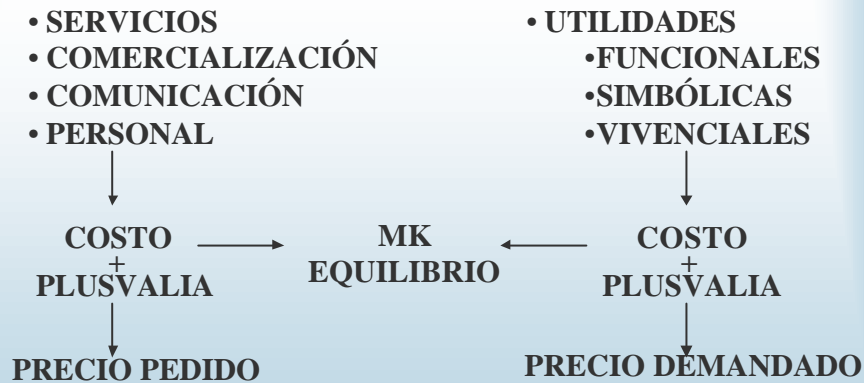 • SERVICIOS
• COMERCIALIZACIÓN
• COMUNICACIÓN
• PERSONAL
COSTO
+
PLUSVALIA
PRECIO PEDIDO
MK
EQUILIBRIO
• UTILIDADES
•FUNCIONALES
•SIMBÓLICAS
•VIVENCIALES
COSTO
+
PLUSVALIA
PRECIO DEMANDADO